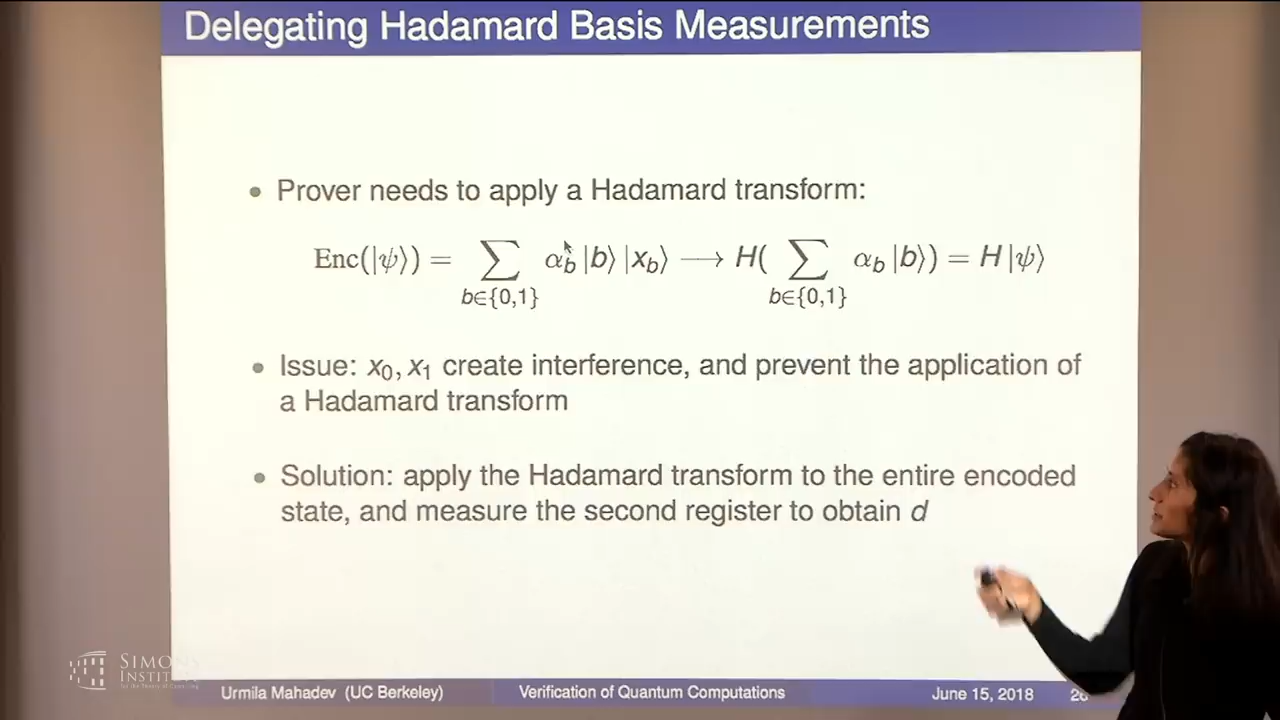 Delegating Hadamard Basis Measurements
• Prover needs to apply a Hadamard transform:
Enc(|ψ⟩) = ∑_{b∈{0,1}} α_b |b⟩ |x_b⟩ ⟶ H( ∑_{b∈{0,1}} α_b |b⟩) = H |ψ⟩
• Issue: x₀, x₁ create interference, and prevent the application of
a Hadamard transform
• Solution: apply the Hadamard transform to the entire encoded
state, and measure the second register to obtain d
Urmila Mahadev (UC Berkeley) Verification of Quantum Computations June 15, 2018